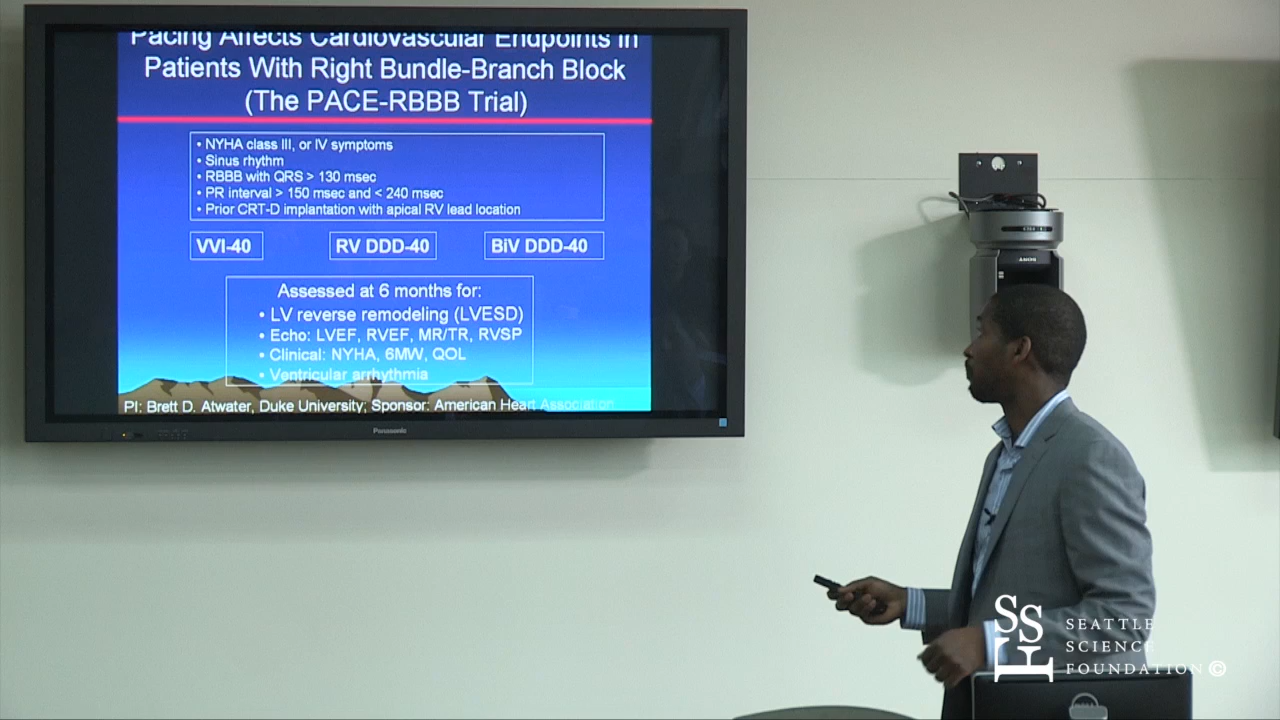 Pacing Affects Cardiovascular Endpoints in
Patients With Right Bundle-Branch Block
(The PACE-RBBB Trial)
• NYHA class III, or IV symptoms
• Sinus rhythm
• RBBB with QRS > 130 msec
• PR interval > 150 msec and < 240 msec
• Prior CRT-D implantation with apical RV lead location
VVI-40
RV DDD-40
BiV DDD-40
Assessed at 6 months for:
• LV reverse remodeling (LVESD)
• Echo: LVEF, RVEF, MR/TR, RVSP
• Clinical: NYHA, 6MW, QOL
• Ventricular arrhythmia
PI: Brett D. Atwater, Duke University; Sponsor: American Heart Association
Panasonic
SONY
SSF
SEATTLE
SCIENCE
FOUNDATION ©
DELL